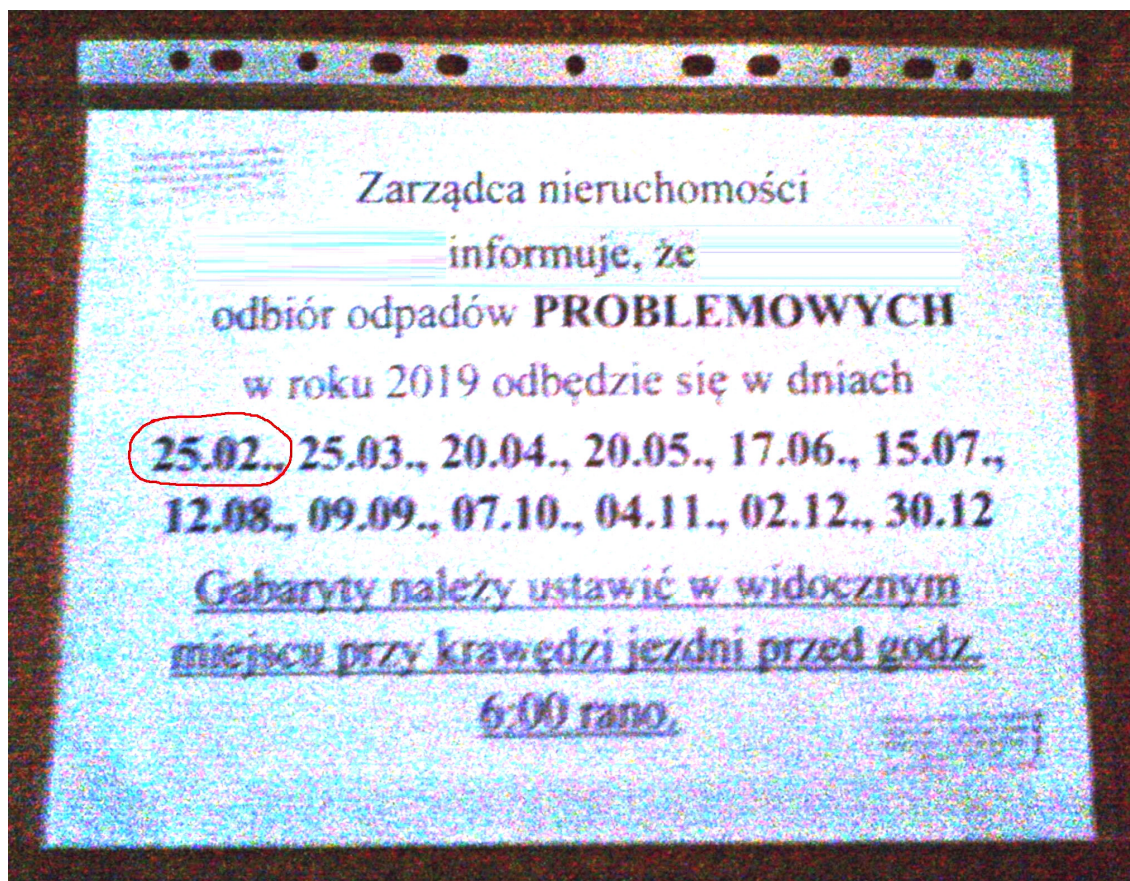 Zarządca nieruchomości
informuje, że
odbiór odpadów PROBLEMOWYCH
w roku 2019 odbędzie się w dniach
25.02., 25.03., 20.04., 20.05., 17.06., 15.07.,
12.08., 09.09., 07.10., 04.11., 02.12., 30.12
Gabaryty należy ustawić w widocznym
miejscu przy krawędzi jezdni przed godz.
6:00 rano.